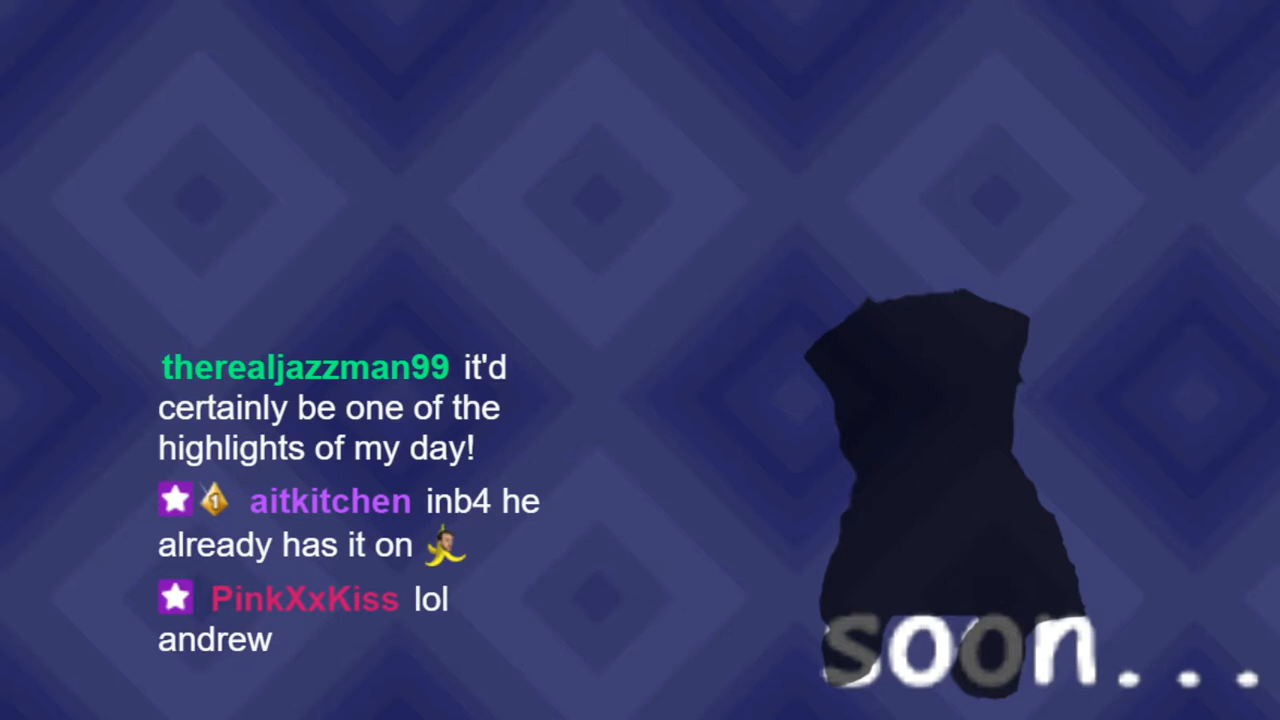 therealjazzman99 it'd
certainly be one of the
highlights of my day!
1 aitkitchen inb4 he
already has it on
PinkXxKiss lol
andrew
soon...